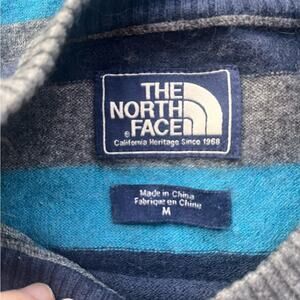 THE
NORTH
FACE
California Heritage Since 1968
Made in China
Fabriqué en Chine
M